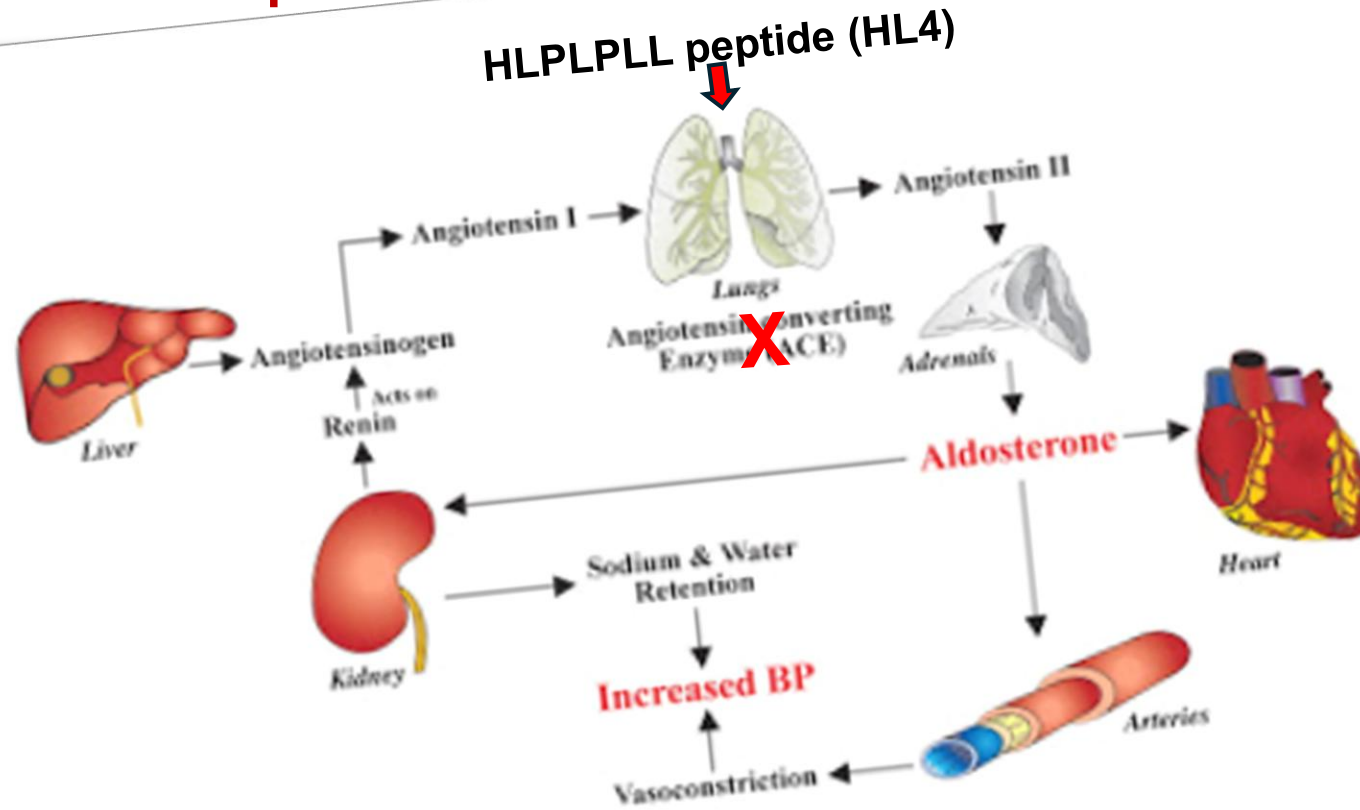 HLPLPLL peptide (HL4)
Angiotensin II
Angiotensin I
Lungs
Angiotensin converting
Enzyme (ACE)
X
Angiotensinogen
Acts on
Renin
Liver
Adrenals
Aldosterone
Heart
Sodium & Water
Retention
Kidney
Increased BP
Arteries
Vasoconstriction